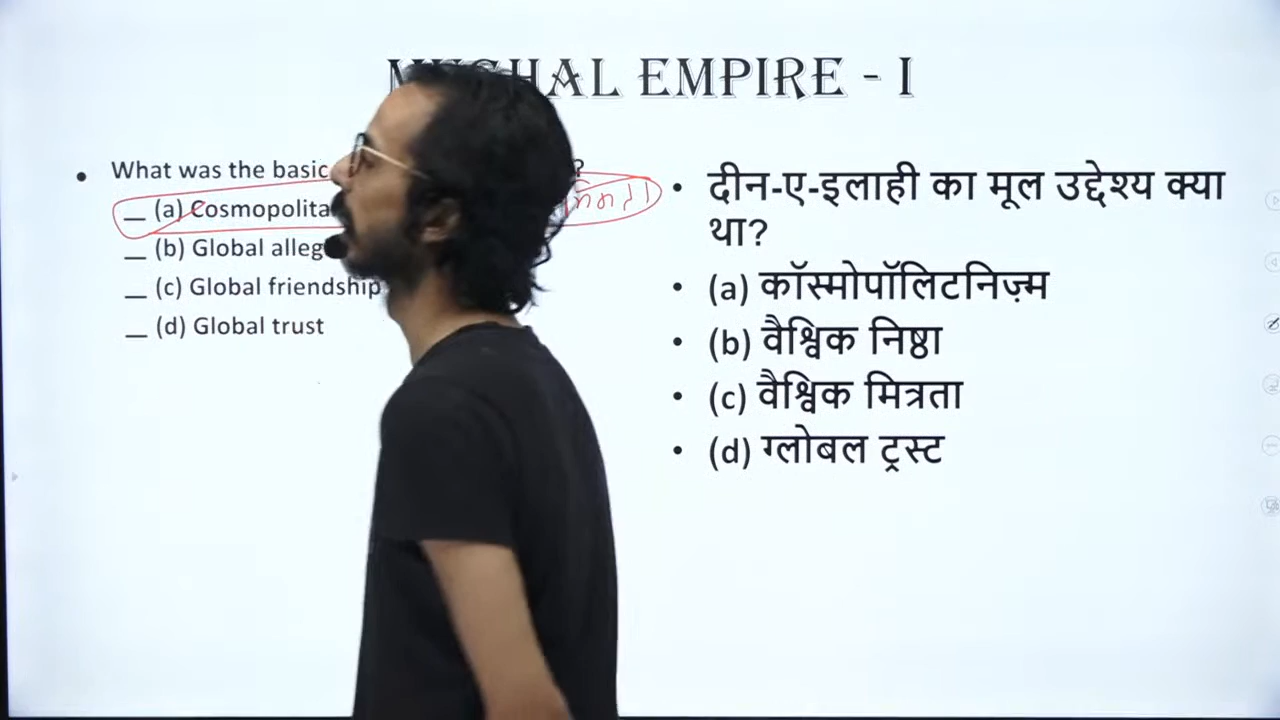 HAL EMPIRE - I
• What was the basic ?
_ (a) Cosmopolita
_ (b) Global alleg
_ (c) Global friendship
_ (d) Global trust
• दीन-ए-इलाही का मूल उद्देश्य क्या
था?
• (a) कॉस्मोपॉलिटनिज़्म
• (b) वैश्विक निष्ठा
• (c) वैश्विक मित्रता
• (d) ग्लोबल ट्रस्ट